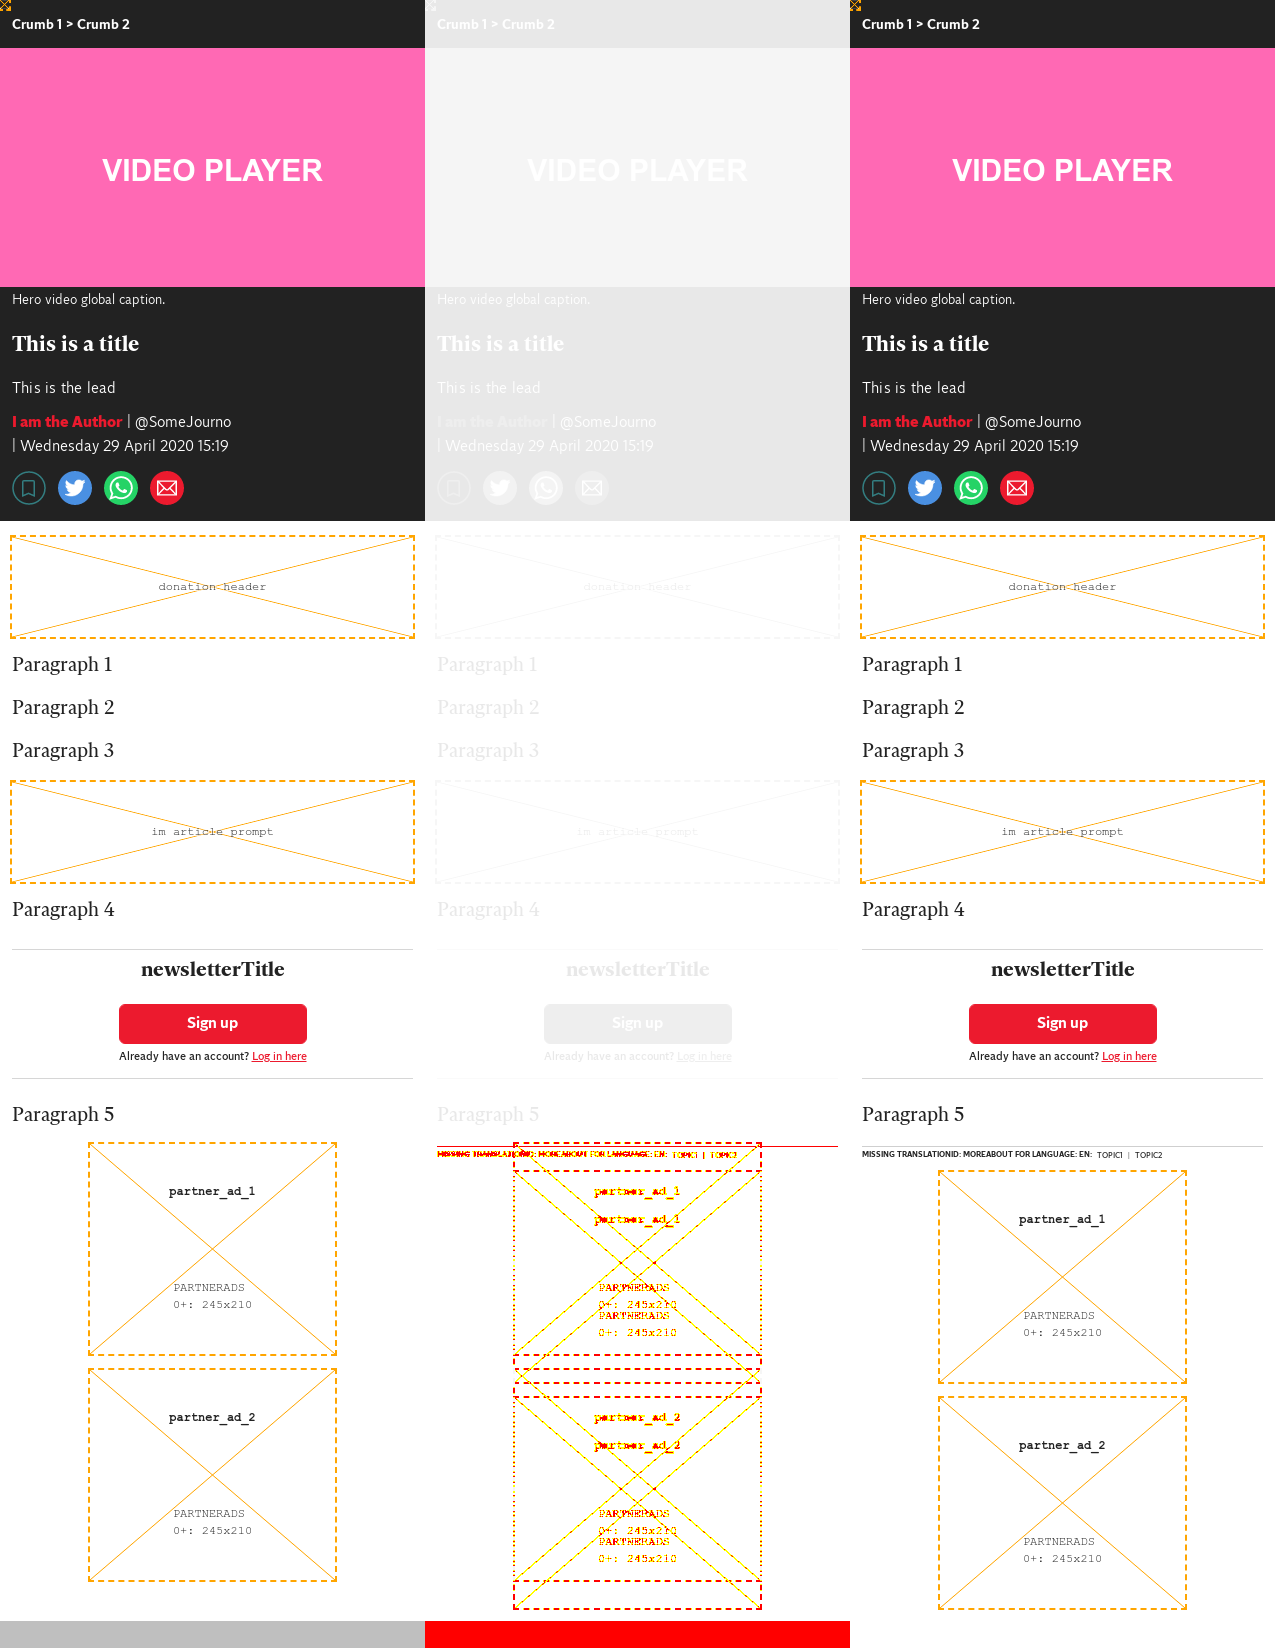 Crumb 1 > Crumb 2
VIDEO PLAYER
Hero video global caption.
This is a title
This is the lead
I am the Author | @SomeJourno
| Wednesday 29 April 2020 15:19
donation header
Paragraph 1
Paragraph 2
Paragraph 3
im article prompt
Paragraph 4
newsletterTitle
Sign up
Already have an account? Log in here
Paragraph 5
partner_ad_1
PARTNERADS
0+: 245x210
partner_ad_2
PARTNERADS
0+: 245x210
Crumb 1 > Crumb 2
VIDEO PLAYER
Hero video global caption.
This is a title
This is the lead
I am the Author | @SomeJourno
| Wednesday 29 April 2020 15:19
donation header
Paragraph 1
Paragraph 2
Paragraph 3
im article prompt
Paragraph 4
newsletterTitle
Sign up
Already have an account? Log in here
Paragraph 5
TOPIC1 | TOPIC2
partner_ad_1
partner_ad_1
PARTNERADS
0+: 245x210
PARTNERADS
0+: 245x210
partner_ad_2
partner_ad_2
PARTNERADS
0+: 245x210
PARTNERADS
0+: 245x210
Crumb 1 > Crumb 2
VIDEO PLAYER
Hero video global caption.
This is a title
This is the lead
I am the Author | @SomeJourno
| Wednesday 29 April 2020 15:19
donation header
Paragraph 1
Paragraph 2
Paragraph 3
im article prompt
Paragraph 4
newsletterTitle
Sign up
Already have an account? Log in here
Paragraph 5
MISSING TRANSLATIONID: MOREABOUT FOR LANGUAGE: EN: TOPIC1 | TOPIC2
partner_ad_1
PARTNERADS
0+: 245x210
partner_ad_2
PARTNERADS
0+: 245x210